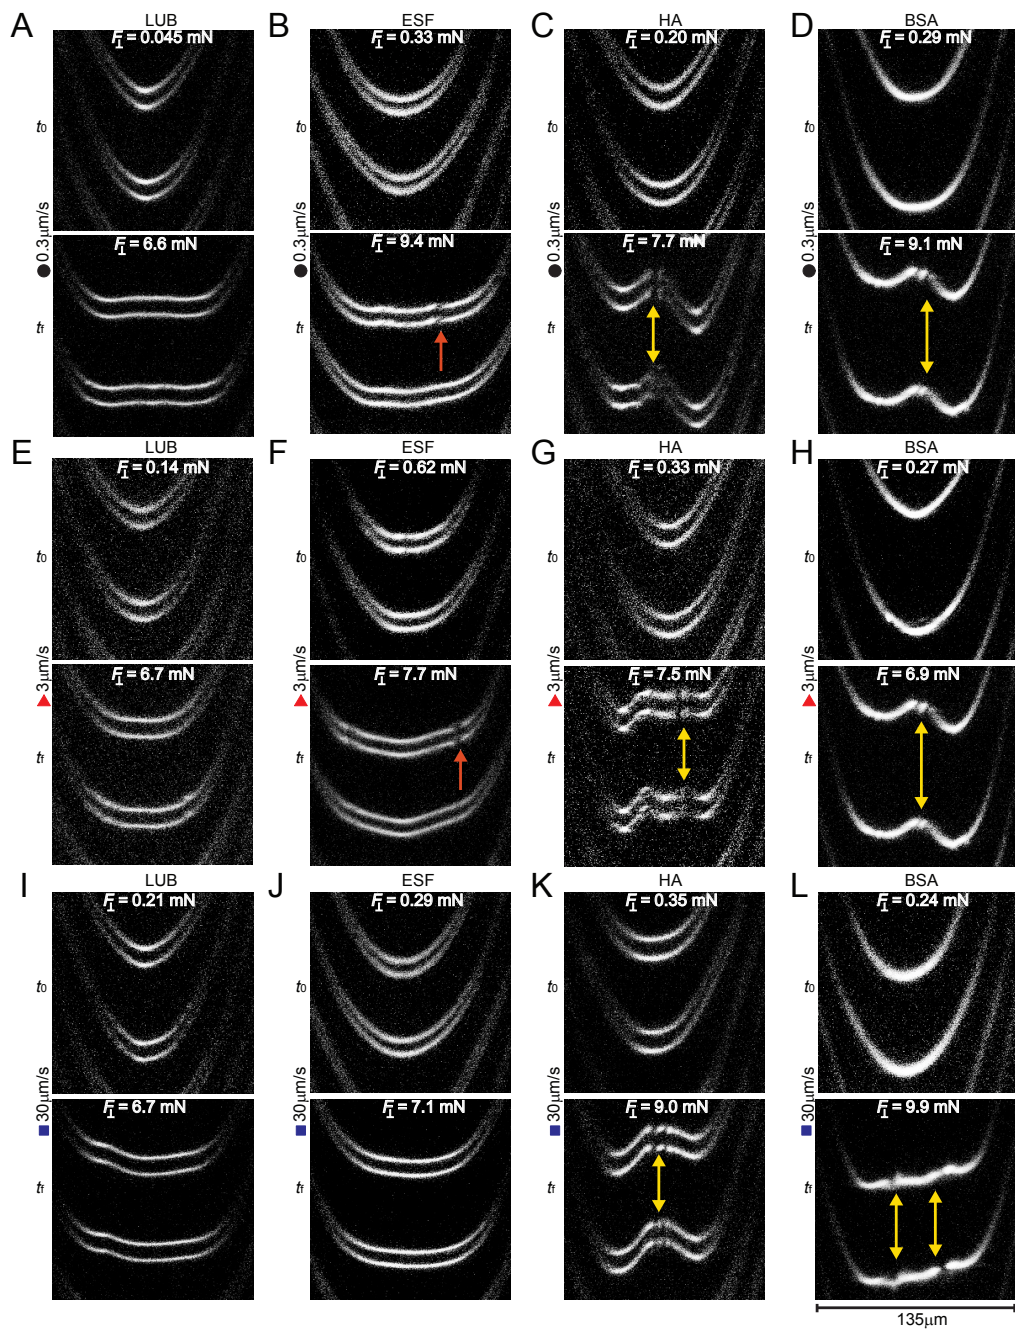 A LUB B ESF C HA D BSA
F⊥ = 0.045 mN F⊥ = 0.33 mN F⊥ = 0.20 mN F⊥ = 0.29 mN
t0 t0 t0 t0
0.3μm/s 0.3μm/s 0.3μm/s 0.3μm/s
F⊥ = 6.6 mN F⊥ = 9.4 mN F⊥ = 7.7 mN F⊥ = 9.1 mN
tf tf tf tf
E LUB F ESF G HA H BSA
F⊥ = 0.14 mN F⊥ = 0.62 mN F⊥ = 0.33 mN F⊥ = 0.27 mN
t0 t0 t0 t0
3μm/s 3μm/s 3μm/s 3μm/s
F⊥ = 6.7 mN F⊥ = 7.7 mN F⊥ = 7.5 mN F⊥ = 6.9 mN
tf tf tf tf
I LUB J ESF K HA L BSA
F⊥ = 0.21 mN F⊥ = 0.29 mN F⊥ = 0.35 mN F⊥ = 0.24 mN
t0 t0 t0 t0
30μm/s 30μm/s 30μm/s 30μm/s
F⊥ = 6.7 mN F⊥ = 7.1 mN F⊥ = 9.0 mN F⊥ = 9.9 mN
tf tf tf tf
135μm